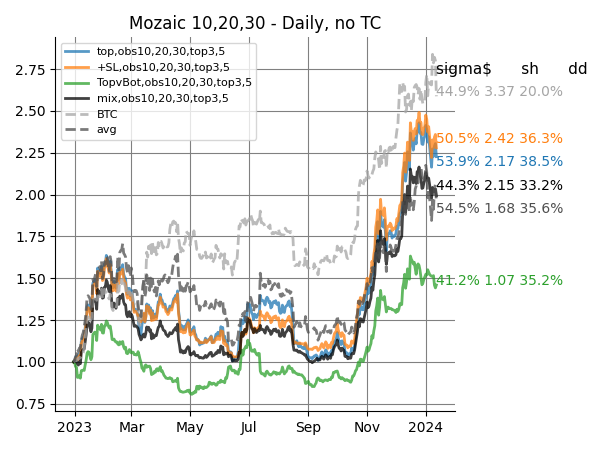 Mozaic 10,20,30 - Daily, no TC
top,obs10,20,30,top3,5
+SL,obs10,20,30,top3,5
TopvBot,obs10,20,30,top3,5
mix,obs10,20,30,top3,5
BTC
avg
sigma$ sh dd
44.9% 3.37 20.0%
50.5% 2.42 36.3%
53.9% 2.17 38.5%
44.3% 2.15 33.2%
54.5% 1.68 35.6%
41.2% 1.07 35.2%
2.75
2.50
2.25
2.00
1.75
1.50
1.25
1.00
0.75
2023 Mar May Jul Sep Nov 2024